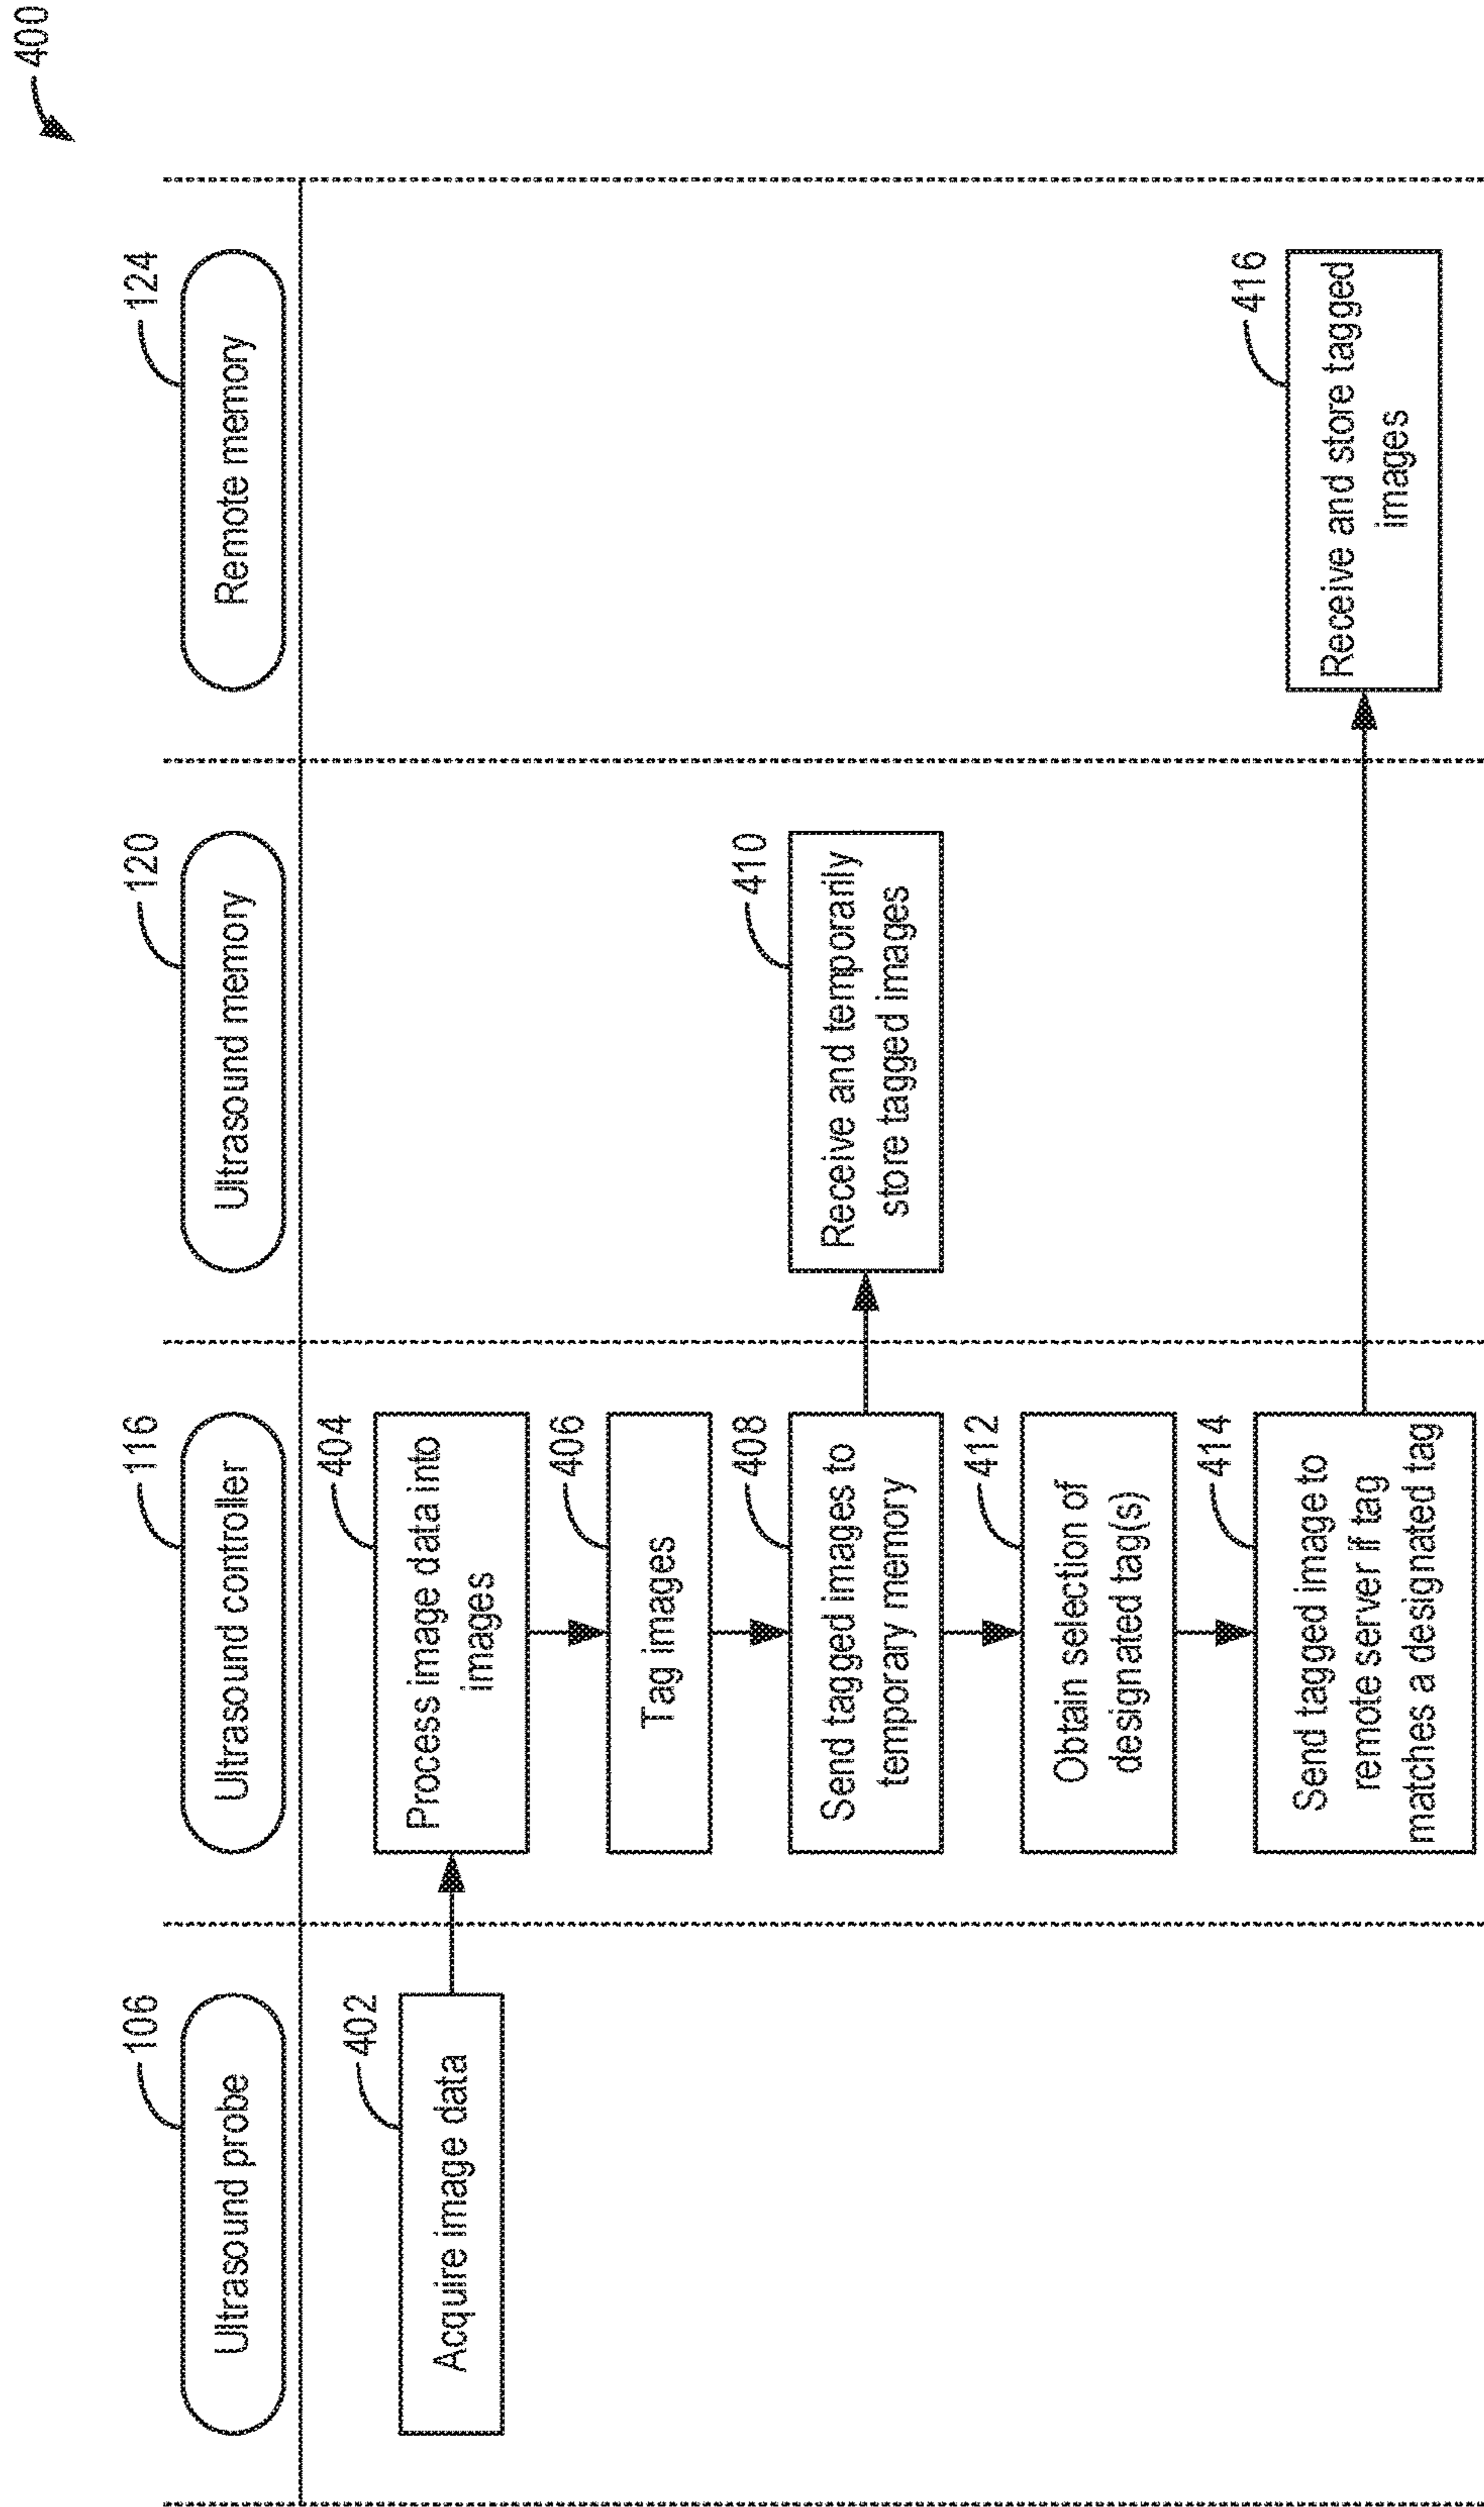 400
106
116
120
124
Ultrasound probe
Ultrasound controller
Ultrasound memory
Remote memory
402
Acquire image data
404
Process image data into
images
406
Tag images
408
Send tagged images to
temporary memory
410
Receive and temporarily
store tagged images
412
Obtain selection of
designated tag(s)
414
Send tagged image to
remote server if tag
matches a designated tag
416
Receive and store tagged
images